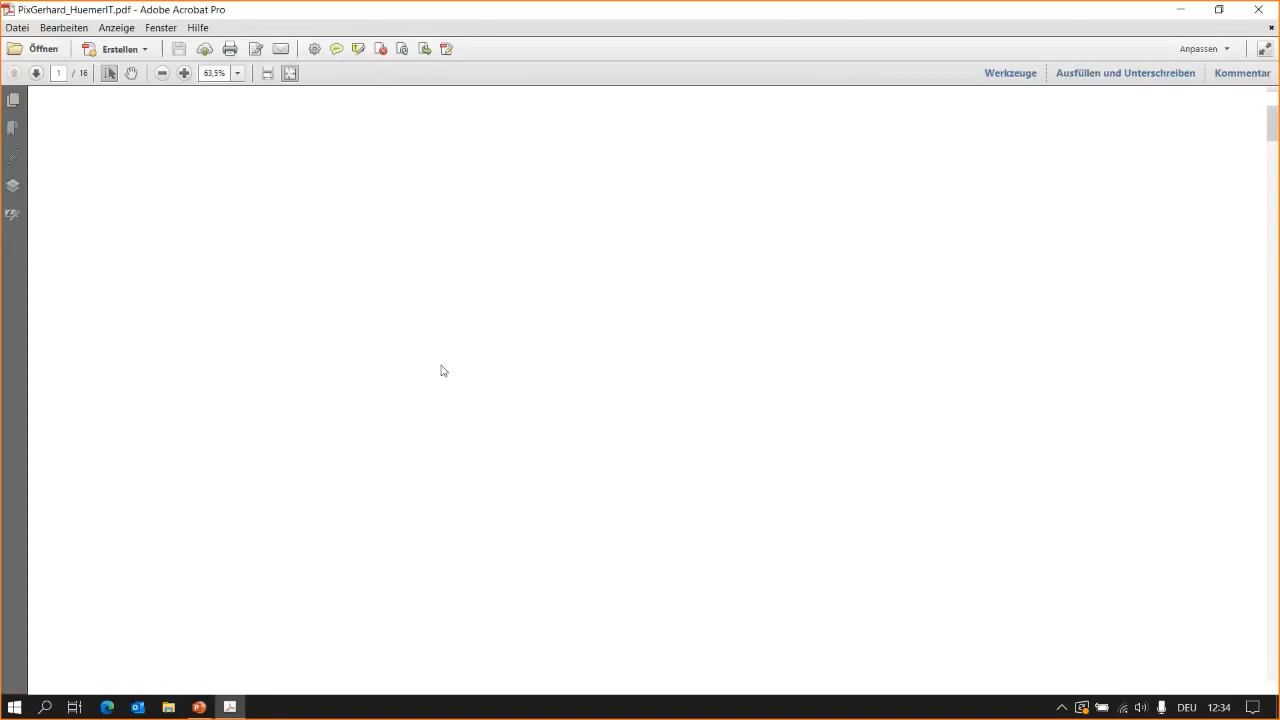 PixGerhard_HuemerIT.pdf - Adobe Acrobat Pro
Datei Bearbeiten Anzeige Fenster Hilfe
Öffnen Erstellen Anpassen
1 / 16 63,5% Werkzeuge Ausfüllen und Unterschreiben Kommentar
DEU 12:34